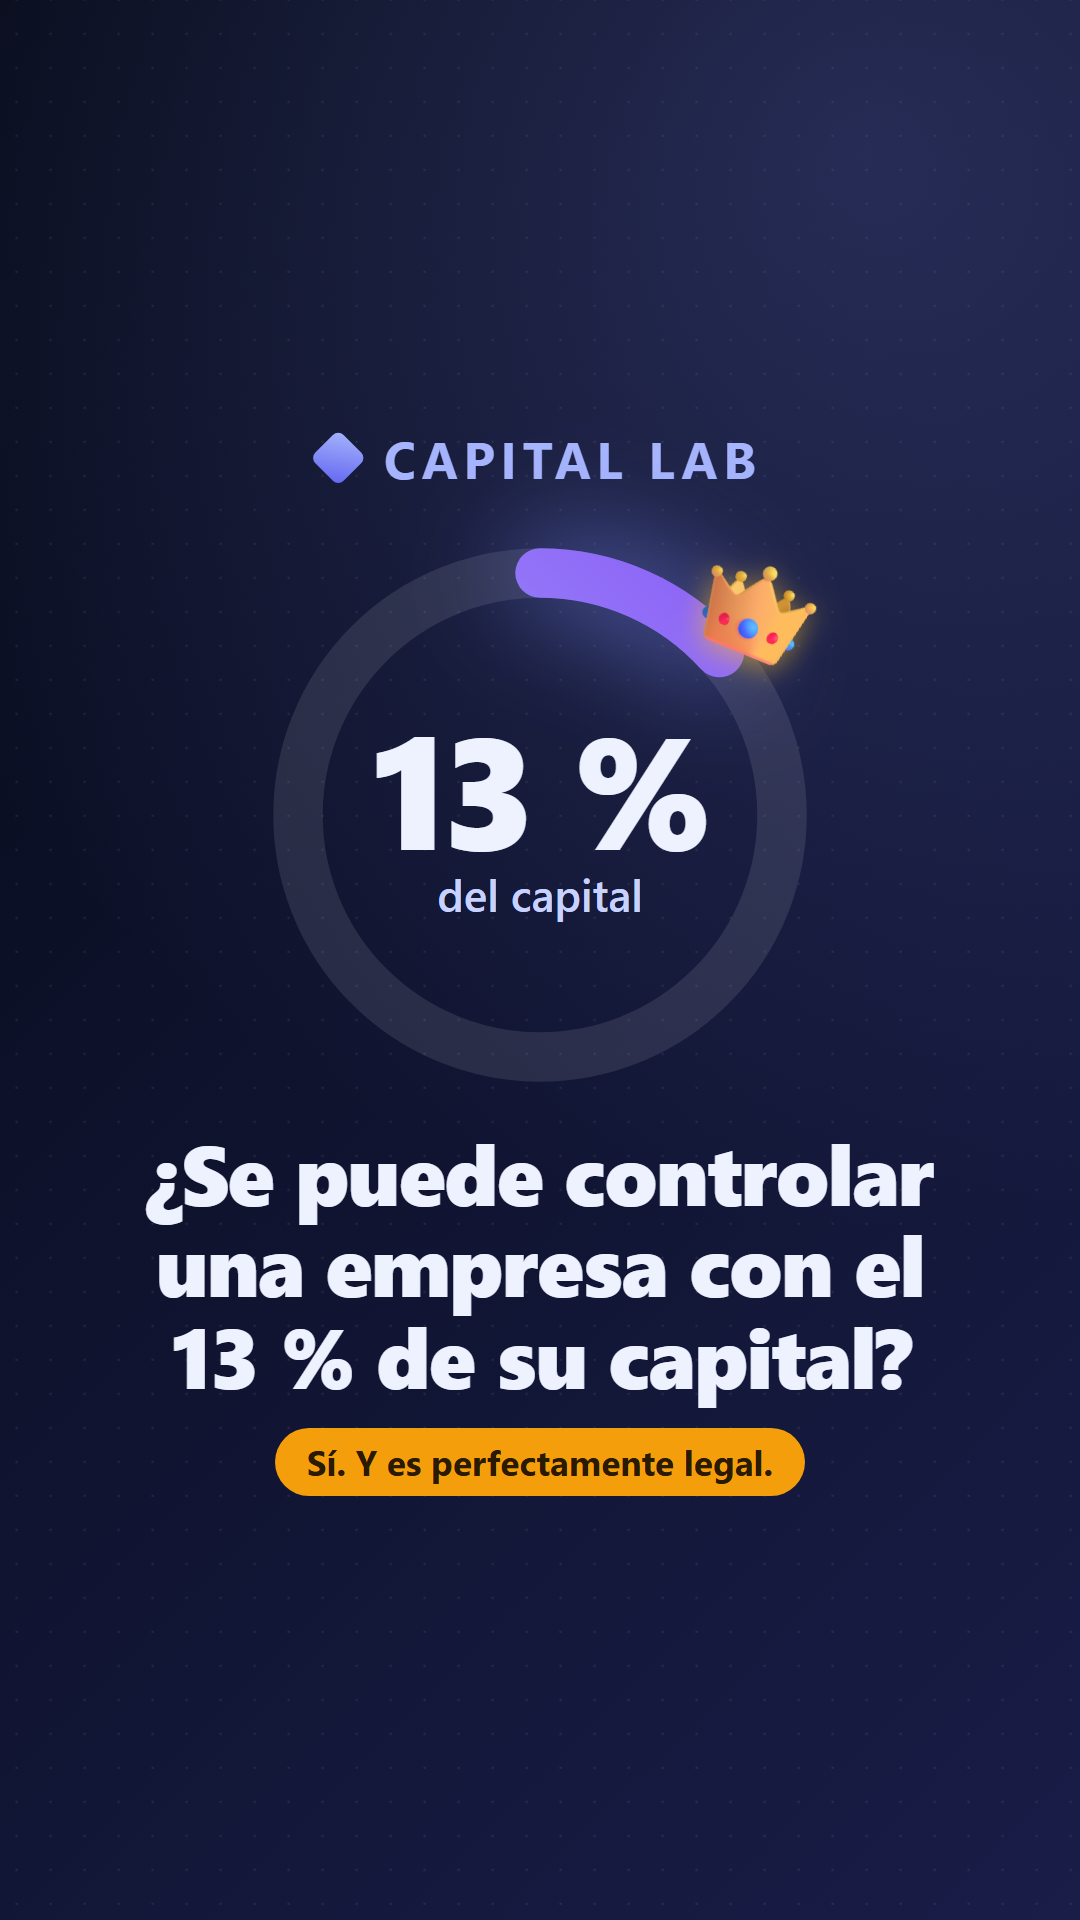 CAPITAL LAB
13 %
del capital
¿Se puede controlar
una empresa con el
13 % de su capital?
Sí. Y es perfectamente legal.